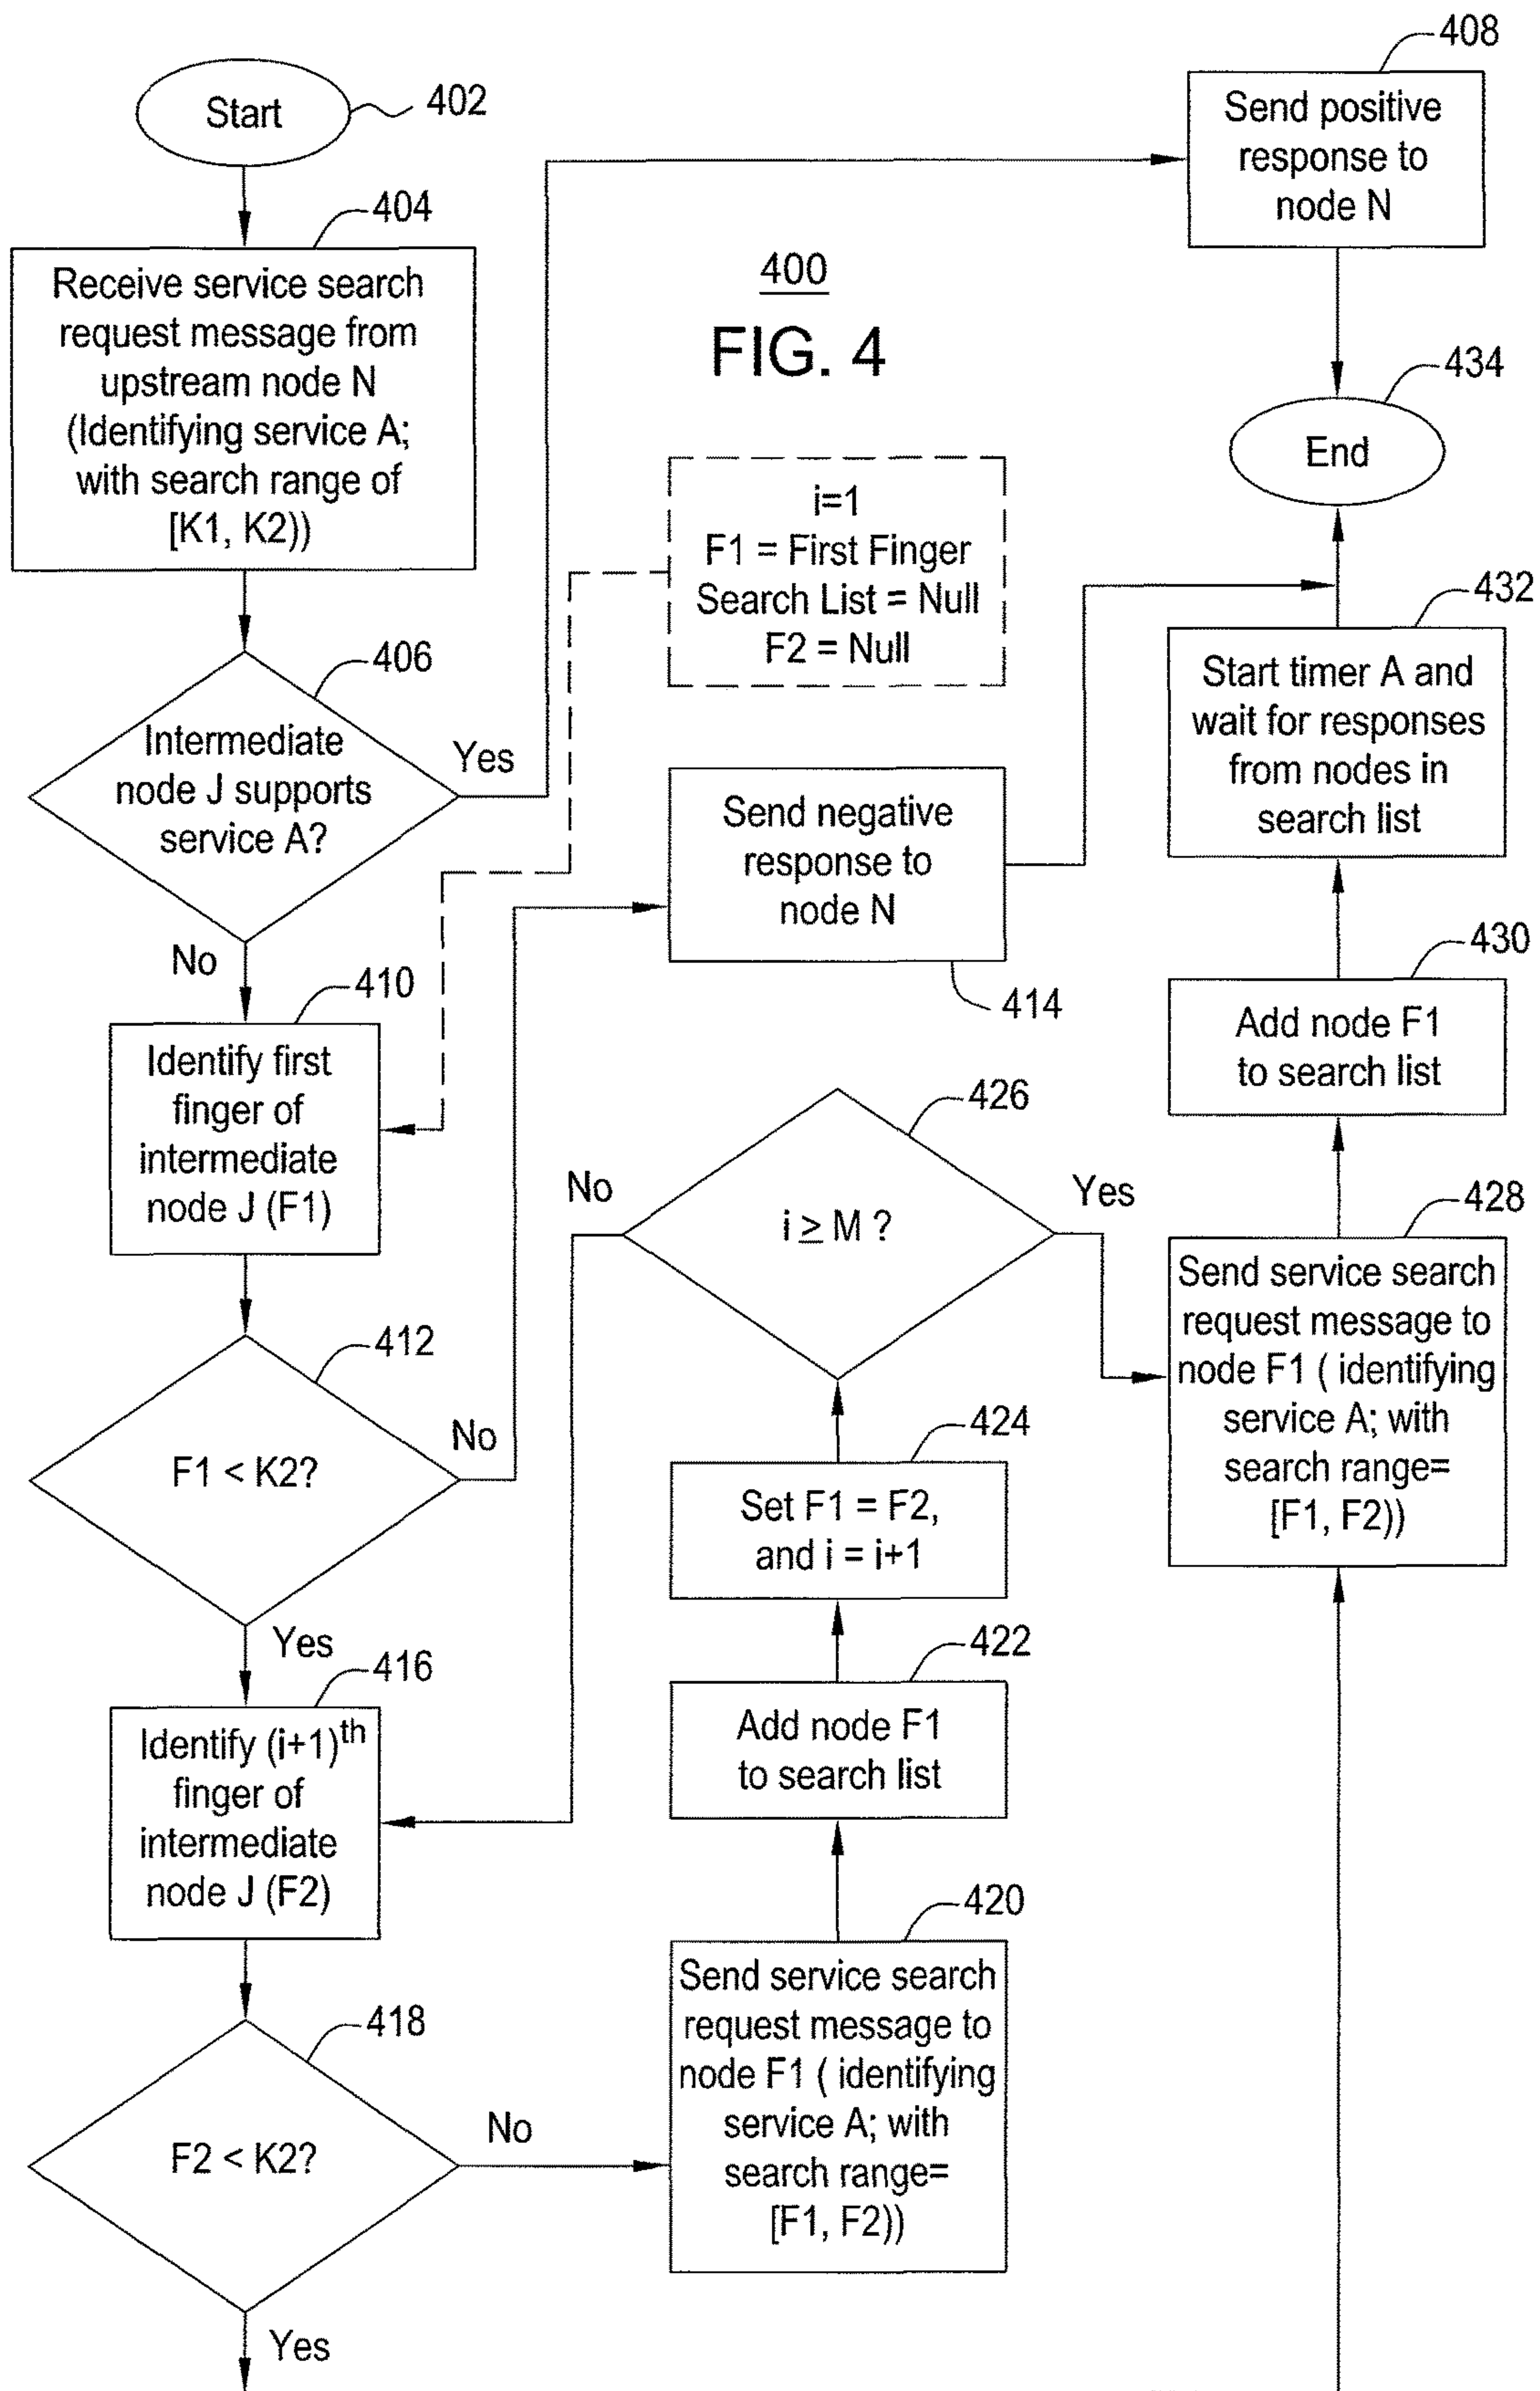 Start
402
404
Receive service search
request message from
upstream node N
(Identifying service A;
with search range of
[K1, K2))
406
Intermediate
node J supports
service A?
Yes
No
408
Send positive
response to
node N
400
FIG. 4
434
End
i=1
F1 = First Finger
Search List = Null
F2 = Null
410
Identify first
finger of
intermediate
node J (F1)
412
F1 < K2?
No
Yes
Send negative
response to
node N
414
416
Identify (i+1)th
finger of
intermediate
node J (F2)
418
F2 < K2?
No
Yes
420
Send service search
request message to
node F1 ( identifying
service A; with
search range=
[F1, F2))
422
Add node F1
to search list
424
Set F1 = F2,
and i = i+1
426
i ≥ M ?
No
Yes
428
Send service search
request message to
node F1 ( identifying
service A; with
search range=
[F1, F2))
430
Add node F1
to search list
432
Start timer A and
wait for responses
from nodes in
search list